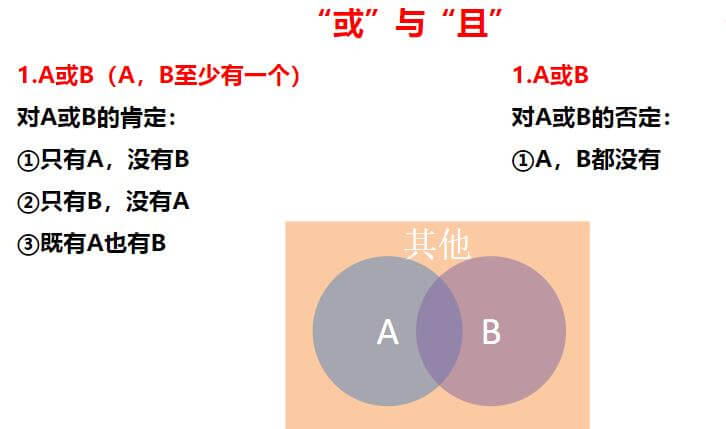 “或”与“且”
1.A或B（A，B至少有一个）
对A或B的肯定：
①只有A，没有B
②只有B，没有A
③既有A也有B
1.A或B
对A或B的否定：
①A，B都没有
其他
A
B